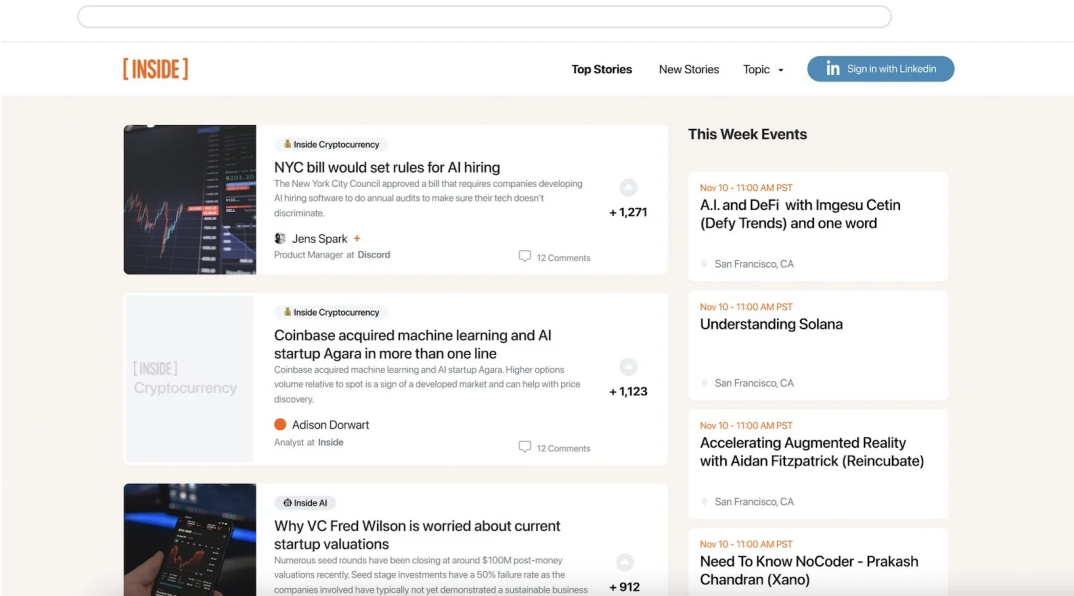 [ INSIDE ]
Top Stories
New Stories
Topic
in Sign in with Linkedin
Inside Cryptocurrency
NYC bill would set rules for AI hiring
The New York City Council approved a bill that requires companies developing
AI hiring software to do annual audits to make sure their tech doesn't
discriminate.
+ 1,271
Jens Spark +
Product Manager at Discord
12 Comments
[ INSIDE ]
Cryptocurrency
Inside Cryptocurrency
Coinbase acquired machine learning and AI
startup Agara in more than one line
Coinbase acquired machine learning and AI startup Agara. Higher options
volume relative to spot is a sign of a developed market and can help with price
discovery.
+ 1,123
Adison Dorwart
Analyst at Inside
12 Comments
Inside AI
Why VC Fred Wilson is worried about current
startup valuations
Numerous seed rounds have been closing at around $100M post-money
valuations recently. Seed stage investments have a 50% failure rate as the
companies involved have typically not yet demonstrated a sustainable business
+ 912
This Week Events
Nov 10 - 11:00 AM PST
A.I. and DeFi with Imgesu Cetin
(Defy Trends) and one word
San Francisco, CA
Nov 10 - 11:00 AM PST
Understanding Solana
San Francisco, CA
Nov 10 - 11:00 AM PST
Accelerating Augmented Reality
with Aidan Fitzpatrick (Reincubate)
San Francisco, CA
Nov 10 - 11:00 AM PST
Need To Know NoCoder - Prakash
Chandran (Xano)